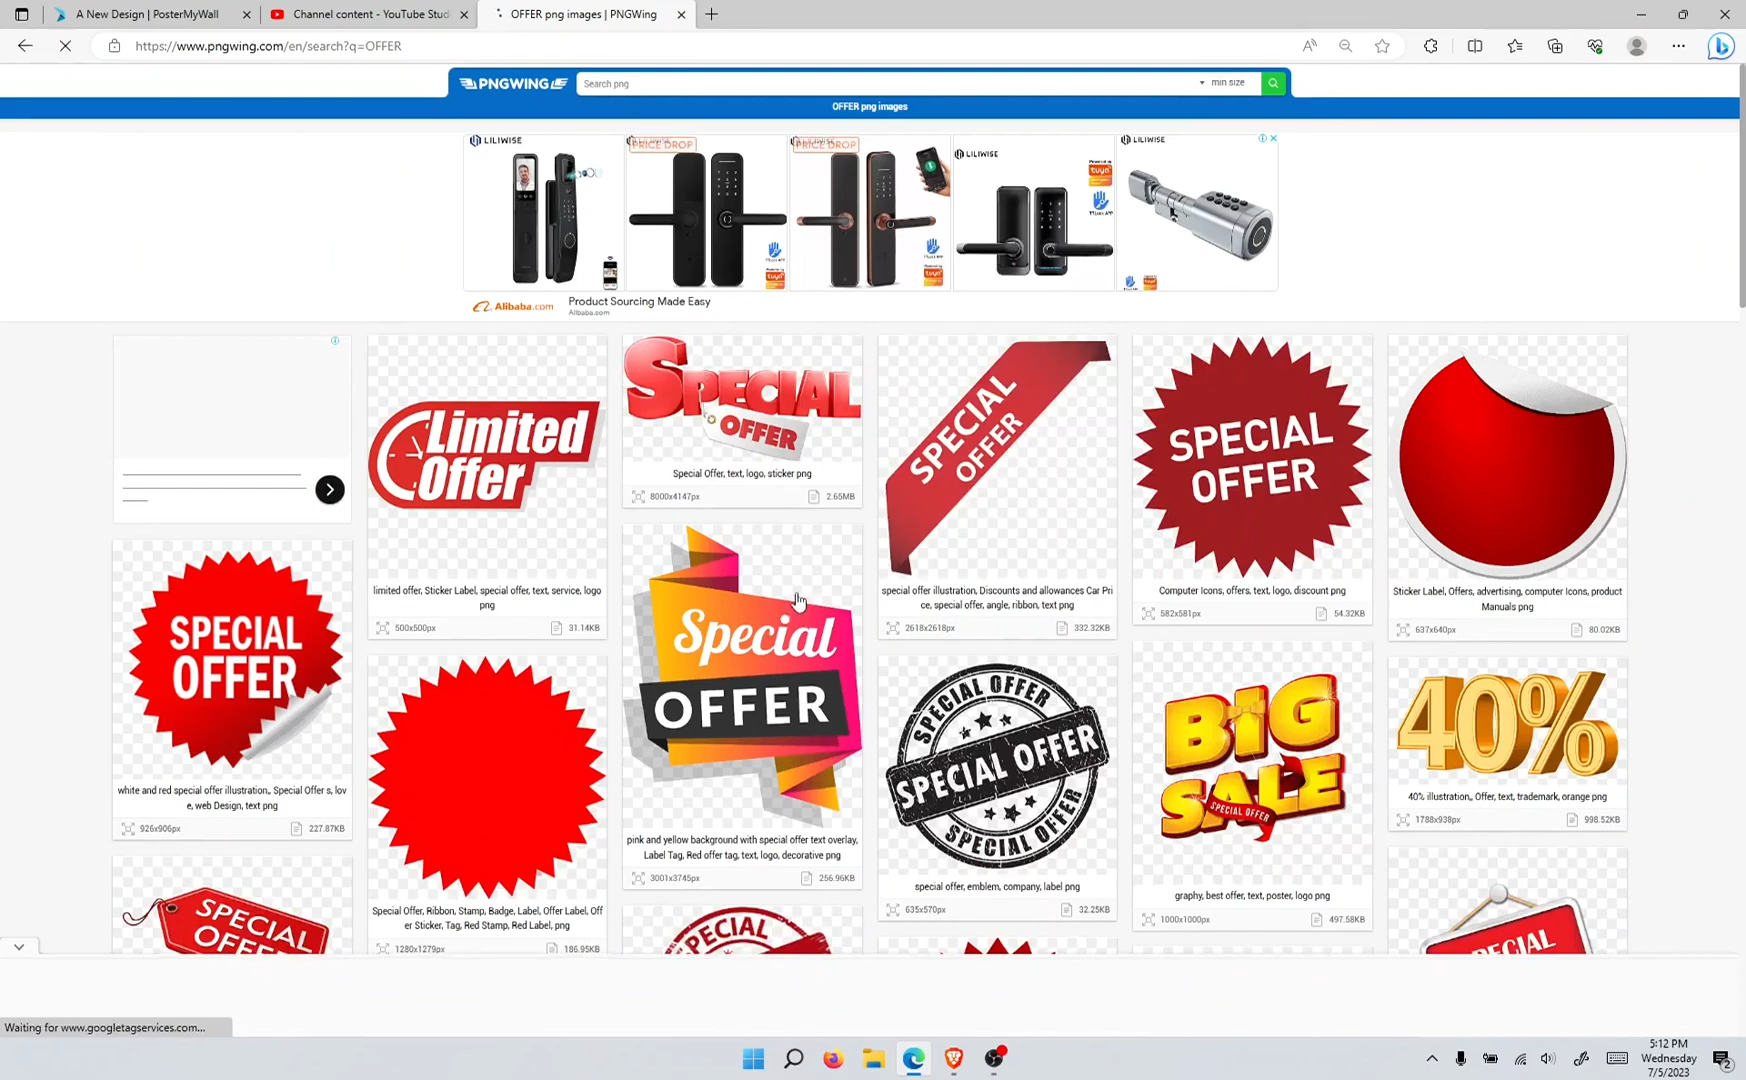 A New Design | PosterMyWall
Channel content - YouTube Stud
OFFER png images | PNGWing
https://www.pngwing.com/en/search?q=OFFER
PNGWING
Search png
min size
OFFER png images
LILIWISE
PRICE DROP
PRICE DROP
LILIWISE
LILIWISE
Alibaba.com
Product Sourcing Made Easy
Alibaba.com
Limited
Offer
limited offer, Sticker Label, special offer, text, service, logo
png
500x500px
31.14KB
SPECIAL
OFFER
Special Offer, text, logo, sticker png
8000x4147px
2.65MB
SPECIAL
OFFER
special offer illustration, Discounts and allowances Car Pri
ce, special offer, angle, ribbon, text png
2618x2618px
332.32KB
SPECIAL
OFFER
Computer Icons, offers, text, logo, discount png
582x581px
54.32KB
Sticker Label, Offers, advertising, computer Icons, product
Manuals png
637x640px
80.02KB
SPECIAL
OFFER
white and red special offer illustration,, Special Offer s, lov
e, web Design, text png
926x906px
227.87KB
Special Offer, Ribbon, Stamp, Badge, Label, Offer Label, Off
er Sticker, Tag, Red Stamp, Red Label, png
1280x1279px
186.95KB
Special
OFFER
pink and yellow background with special offer text overlay,
Label Tag, Red offer tag, text, logo, decorative png
3001x3745px
256.96KB
SPECIAL OFFER
SPECIAL OFFER
SPECIAL OFFER
special offer, emblem, company, label png
635x570px
32.25KB
BIG
SALE
SPECIAL OFFER
graphy, best offer, text, poster, logo png
1000x1000px
497.58KB
40%
40% illustration,, Offer, text, trademark, orange png
1788x938px
998.52KB
SPECIAL
OFFER
SPECIAL
SPECIAL
Waiting for www.googletagservices.com...
5:12 PM
Wednesday
7/5/2023
2